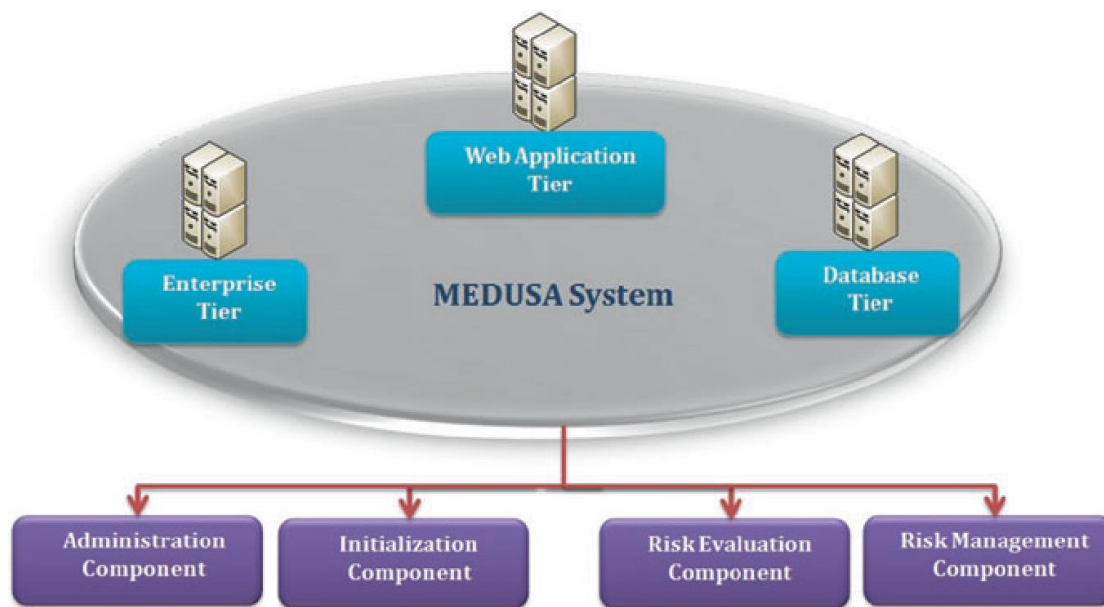 Web Application
Tier
Enterprise
Tier
Database
Tier
MEDUSA System
Administration
Component
Initialization
Component
Risk Evaluation
Component
Risk Management
Component